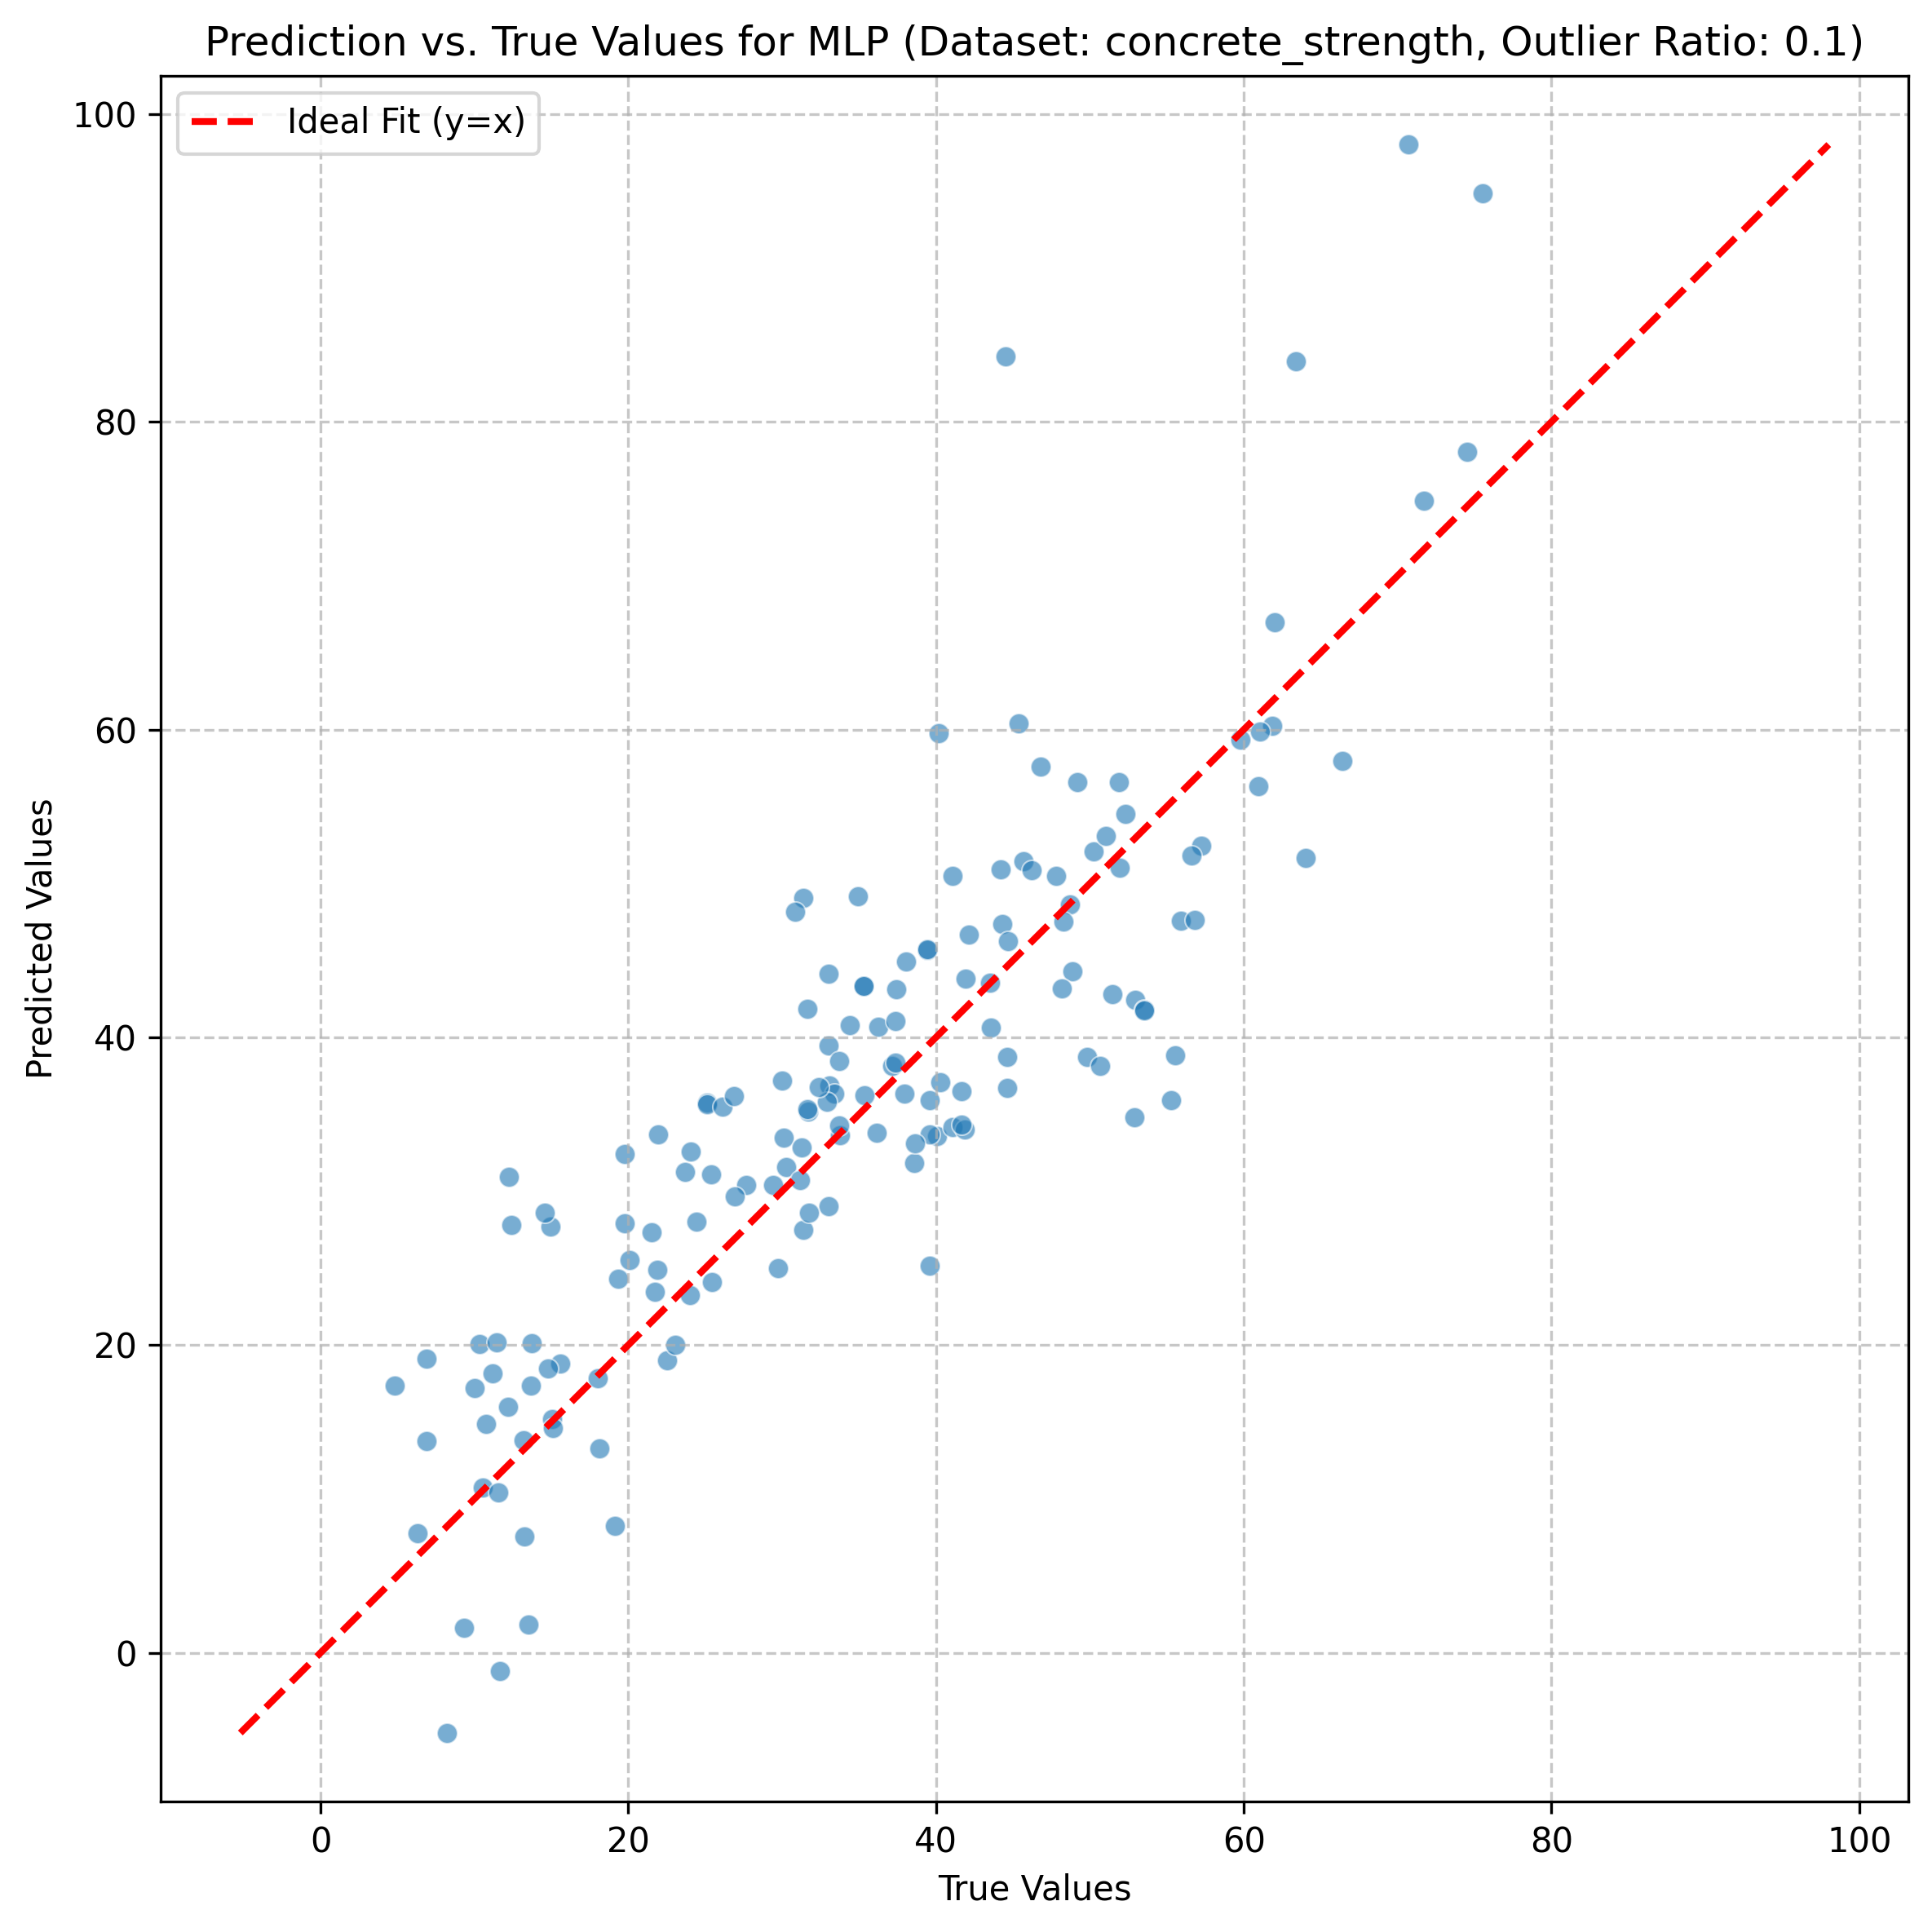 Prediction vs. True Values for MLP (Dataset: concrete_strength, Outlier Ratio: 0.1)
Ideal Fit (y=x)
100
80
60
40
20
0
Predicted Values
0 20 40 60 80 100
True Values